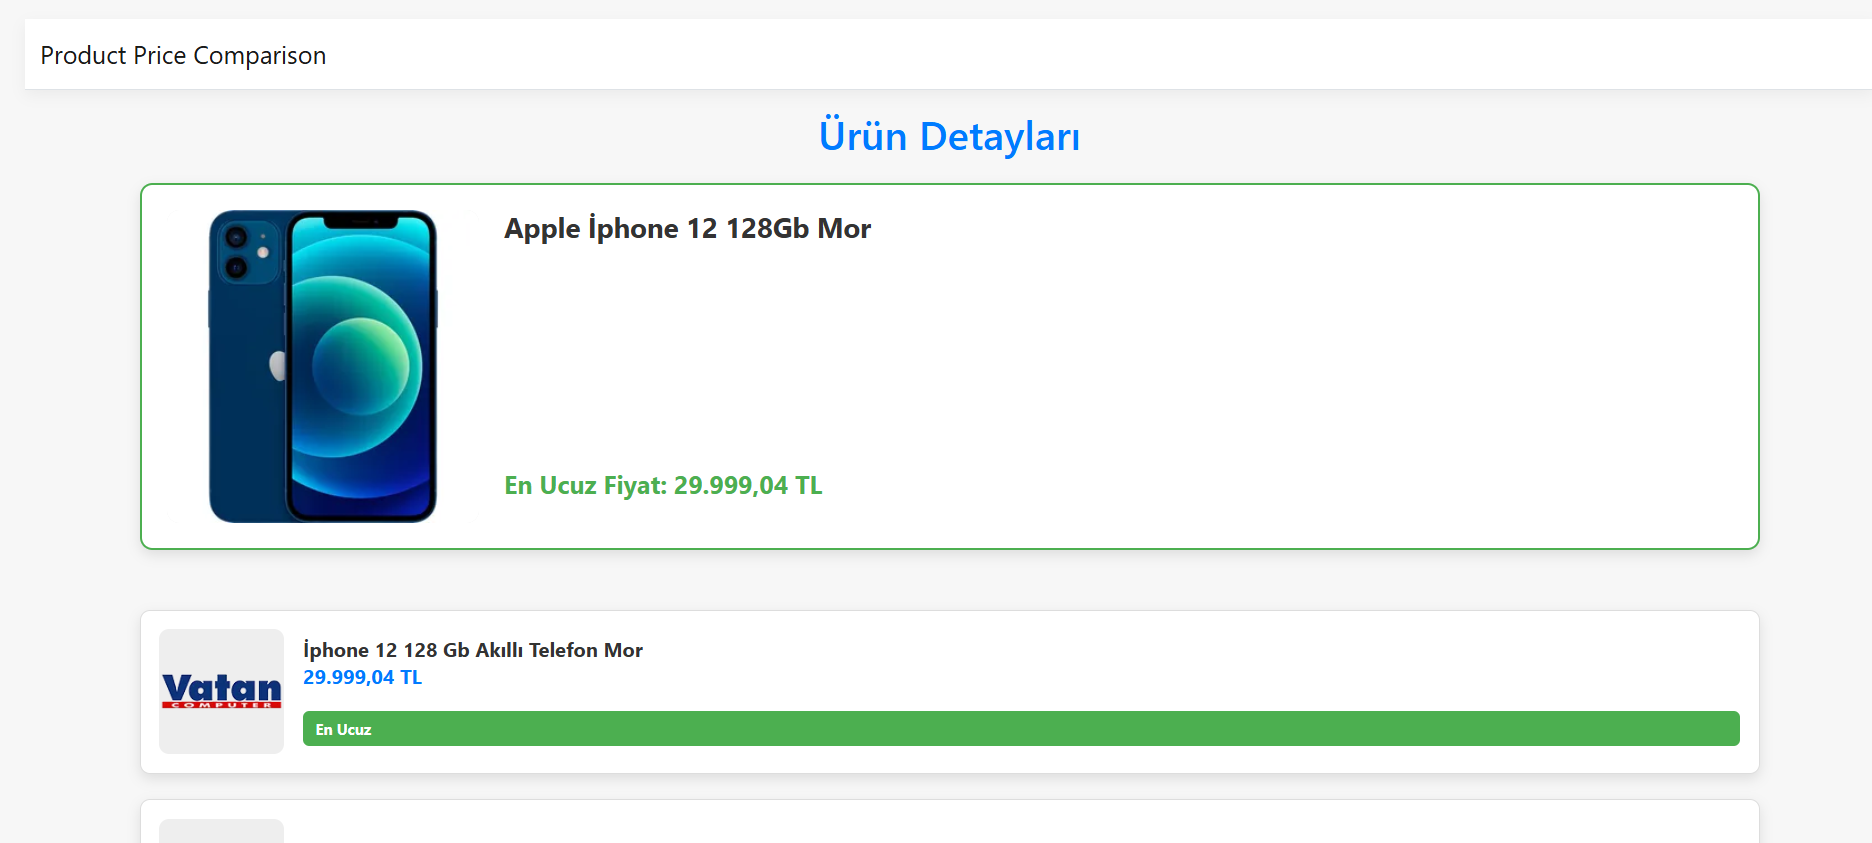 Product Price Comparison
Ürün Detayları
Apple İphone 12 128Gb Mor
En Ucuz Fiyat: 29.999,04 TL
İphone 12 128 Gb Akıllı Telefon Mor
29.999,04 TL
Vatan
COMPUTER
En Ucuz